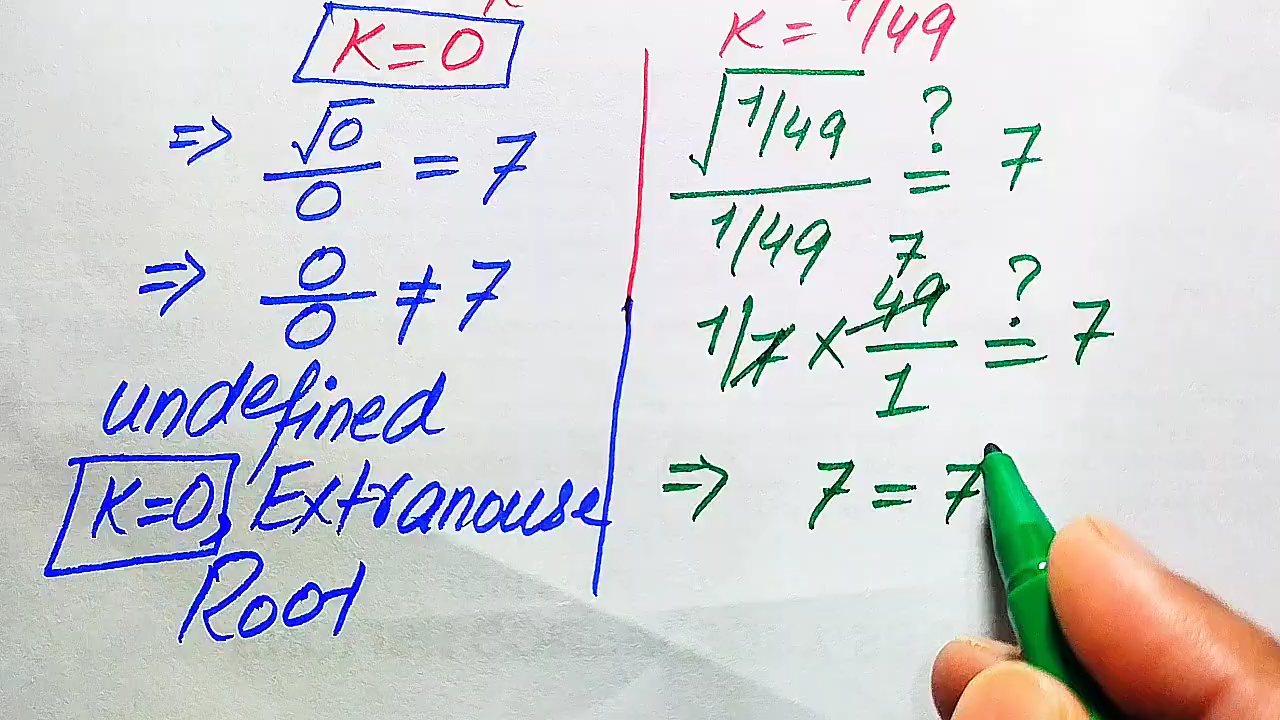 K = 0
⇒ √0/0 = 7
⇒ 0/0 ≠ 7
undefined
K=0, Extranouse
Root
K = 1/49
√(1/49) / (1/49) ≟ 7
1/7 × 49/1 ≟ 7
7
⇒ 7 = 7